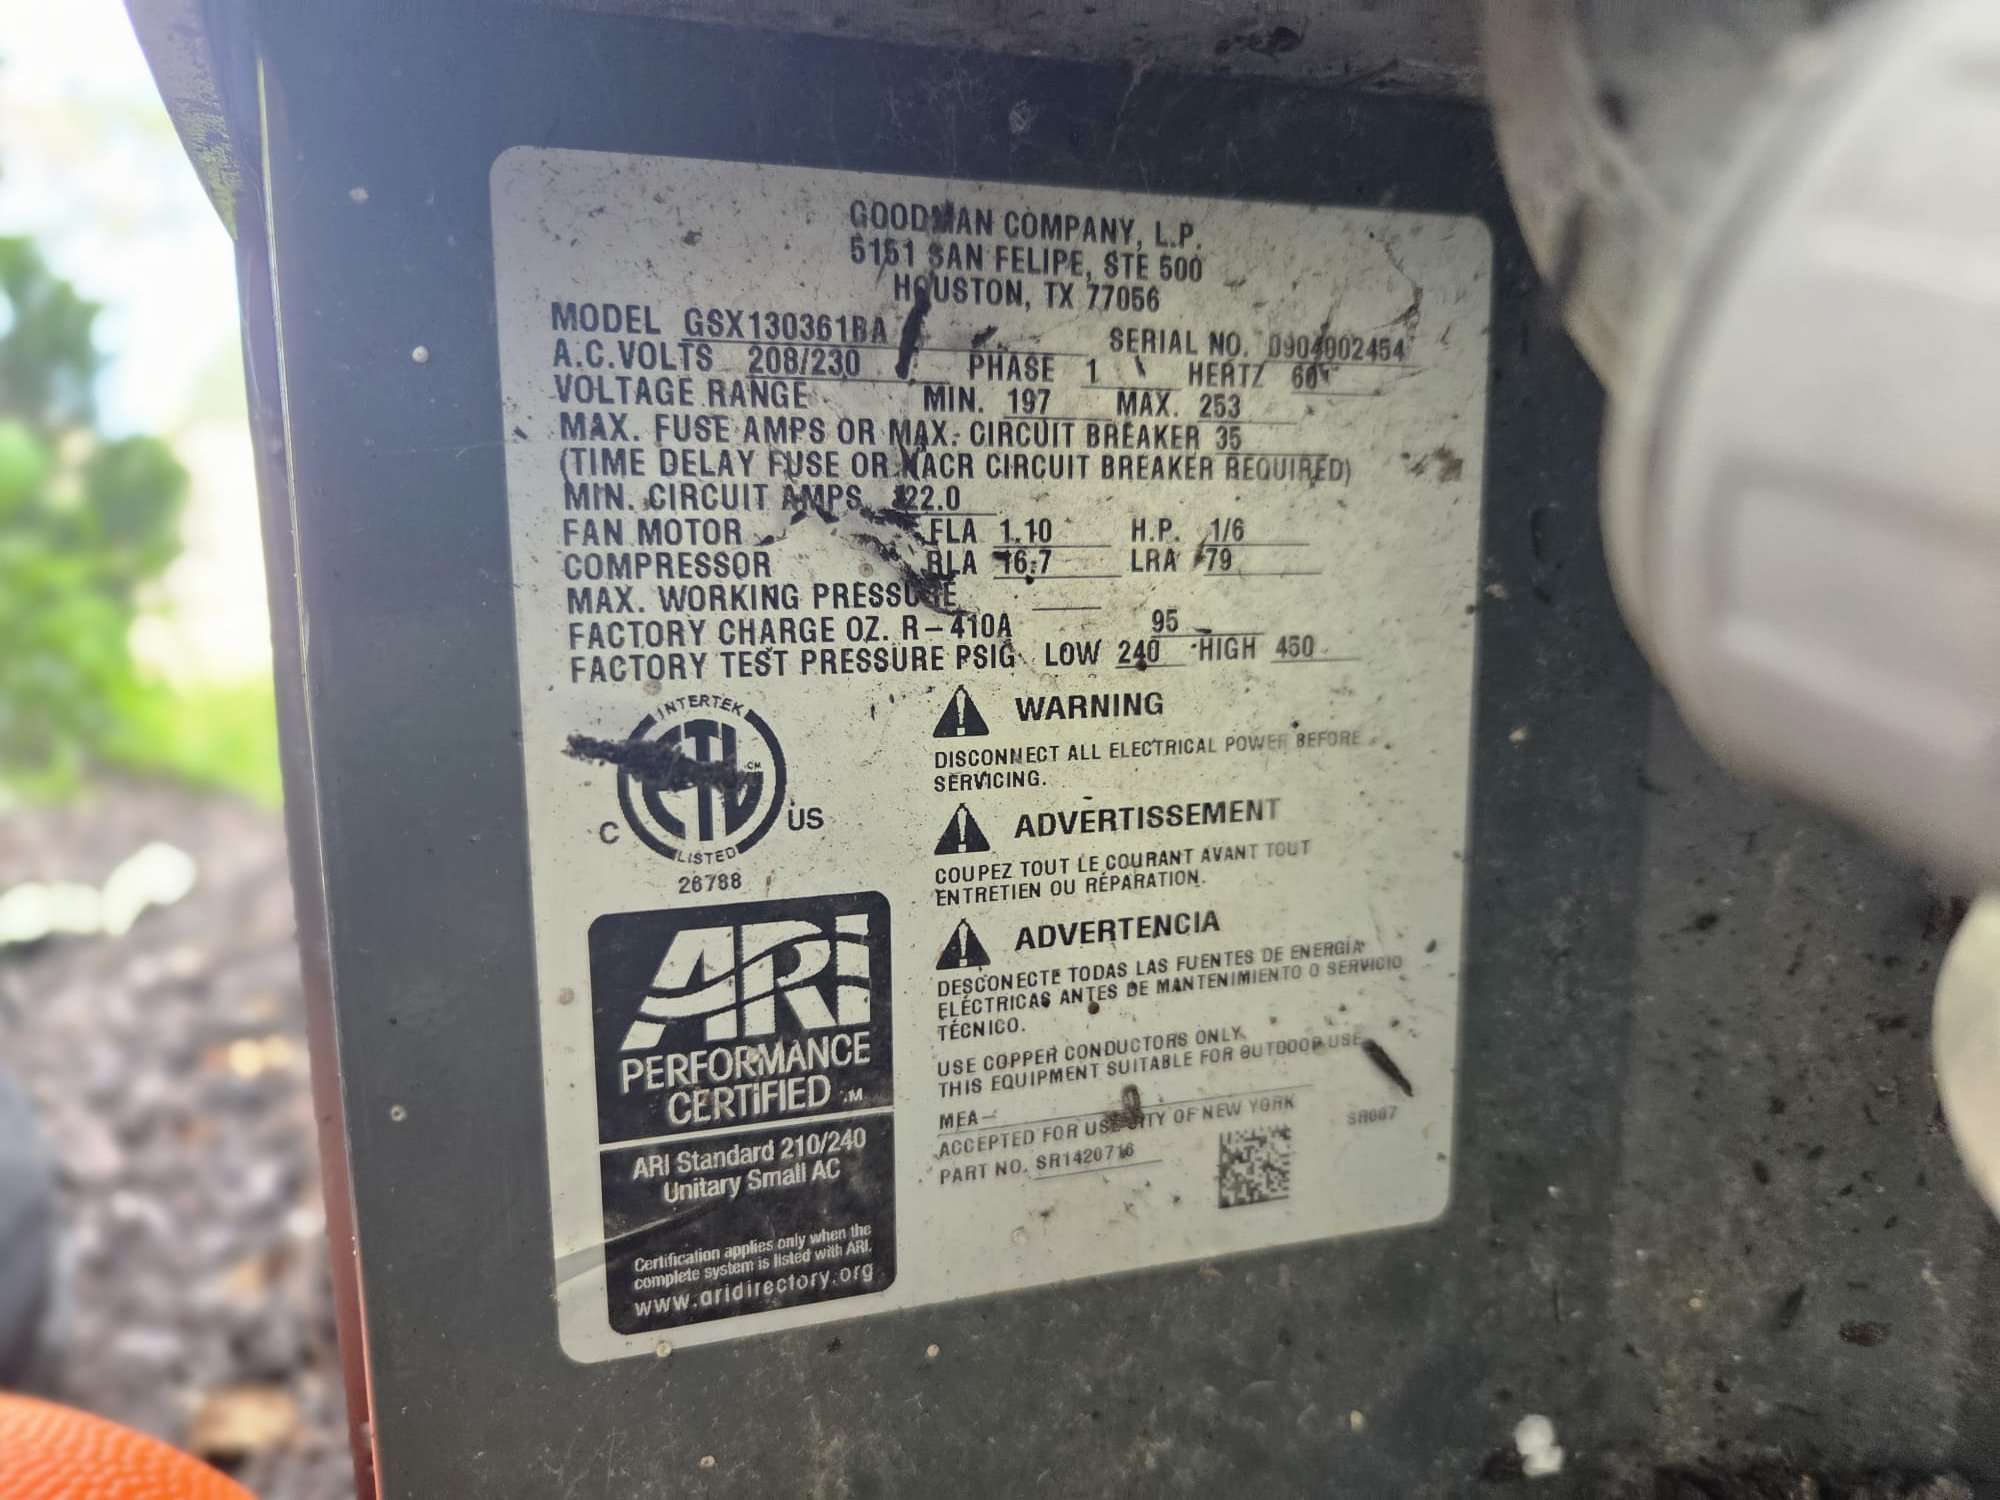 GOODMAN COMPANY, L.P.
5151 SAN FELIPE, STE 500
HOUSTON, TX 77056
MODEL GSX130361BA SERIAL NO. 0904002454
A.C.VOLTS 208/230 PHASE 1 HERTZ 60
VOLTAGE RANGE MIN. 197 MAX. 253
MAX. FUSE AMPS OR MAX. CIRCUIT BREAKER 35
(TIME DELAY FUSE OR HACR CIRCUIT BREAKER REQUIRED)
MIN. CIRCUIT AMPS 22.0
FAN MOTOR FLA 1.10 H.P. 1/6
COMPRESSOR RLA 16.7 LRA 79
MAX. WORKING PRESSURE
FACTORY CHARGE OZ. R-410A 95
FACTORY TEST PRESSURE PSIG LOW 240 HIGH 450
INTERTEK
ETL CM
C US
LISTED
26788
WARNING
DISCONNECT ALL ELECTRICAL POWER BEFORE
SERVICING.
ADVERTISSEMENT
COUPEZ TOUT LE COURANT AVANT TOUT
ENTRETIEN OU RÉPARATION.
ADVERTENCIA
DESCONECTE TODAS LAS FUENTES DE ENERGÍA
ELÉCTRICAS ANTES DE MANTENIMIENTO O SERVICIO
TÉCNICO.
USE COPPER CONDUCTORS ONLY
THIS EQUIPMENT SUITABLE FOR OUTDOOR USE
MEA-
ACCEPTED FOR USE CITY OF NEW YORK
PART NO. SR1420716
SR007
ARI
PERFORMANCE
CERTIFIED SM
ARI Standard 210/240
Unitary Small AC
Certification applies only when the
complete system is listed with ARI.
www.aridirectory.org